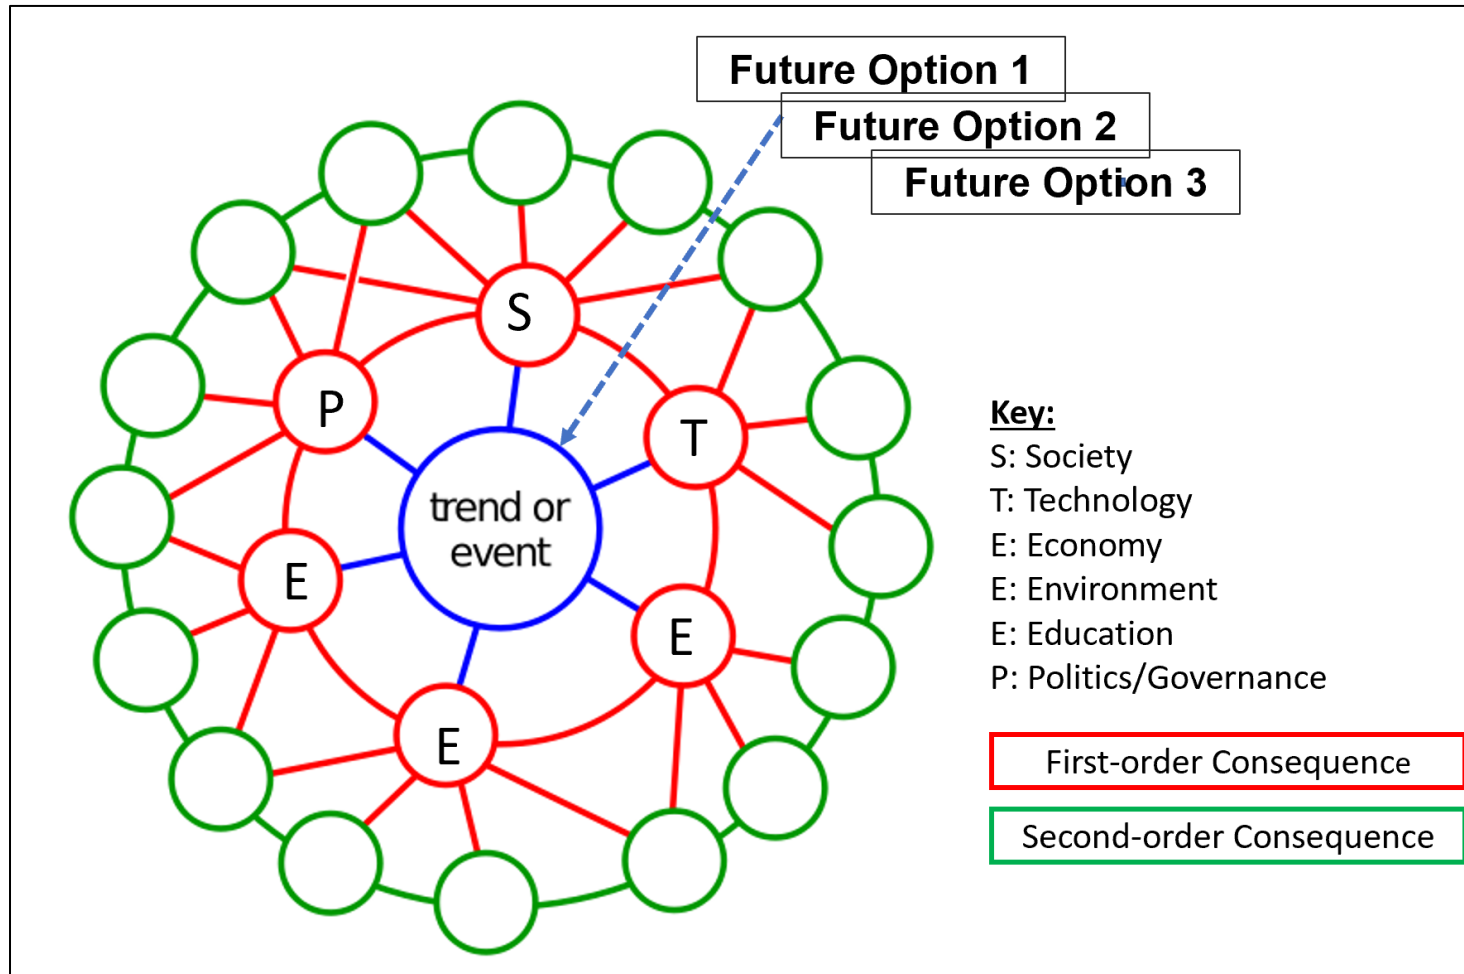 Future Option 1
Future Option 2
Future Option 3
S
P
T
trend or
event
E
E
E
Key:
S: Society
T: Technology
E: Economy
E: Environment
E: Education
P: Politics/Governance
First-order Consequence
Second-order Consequence